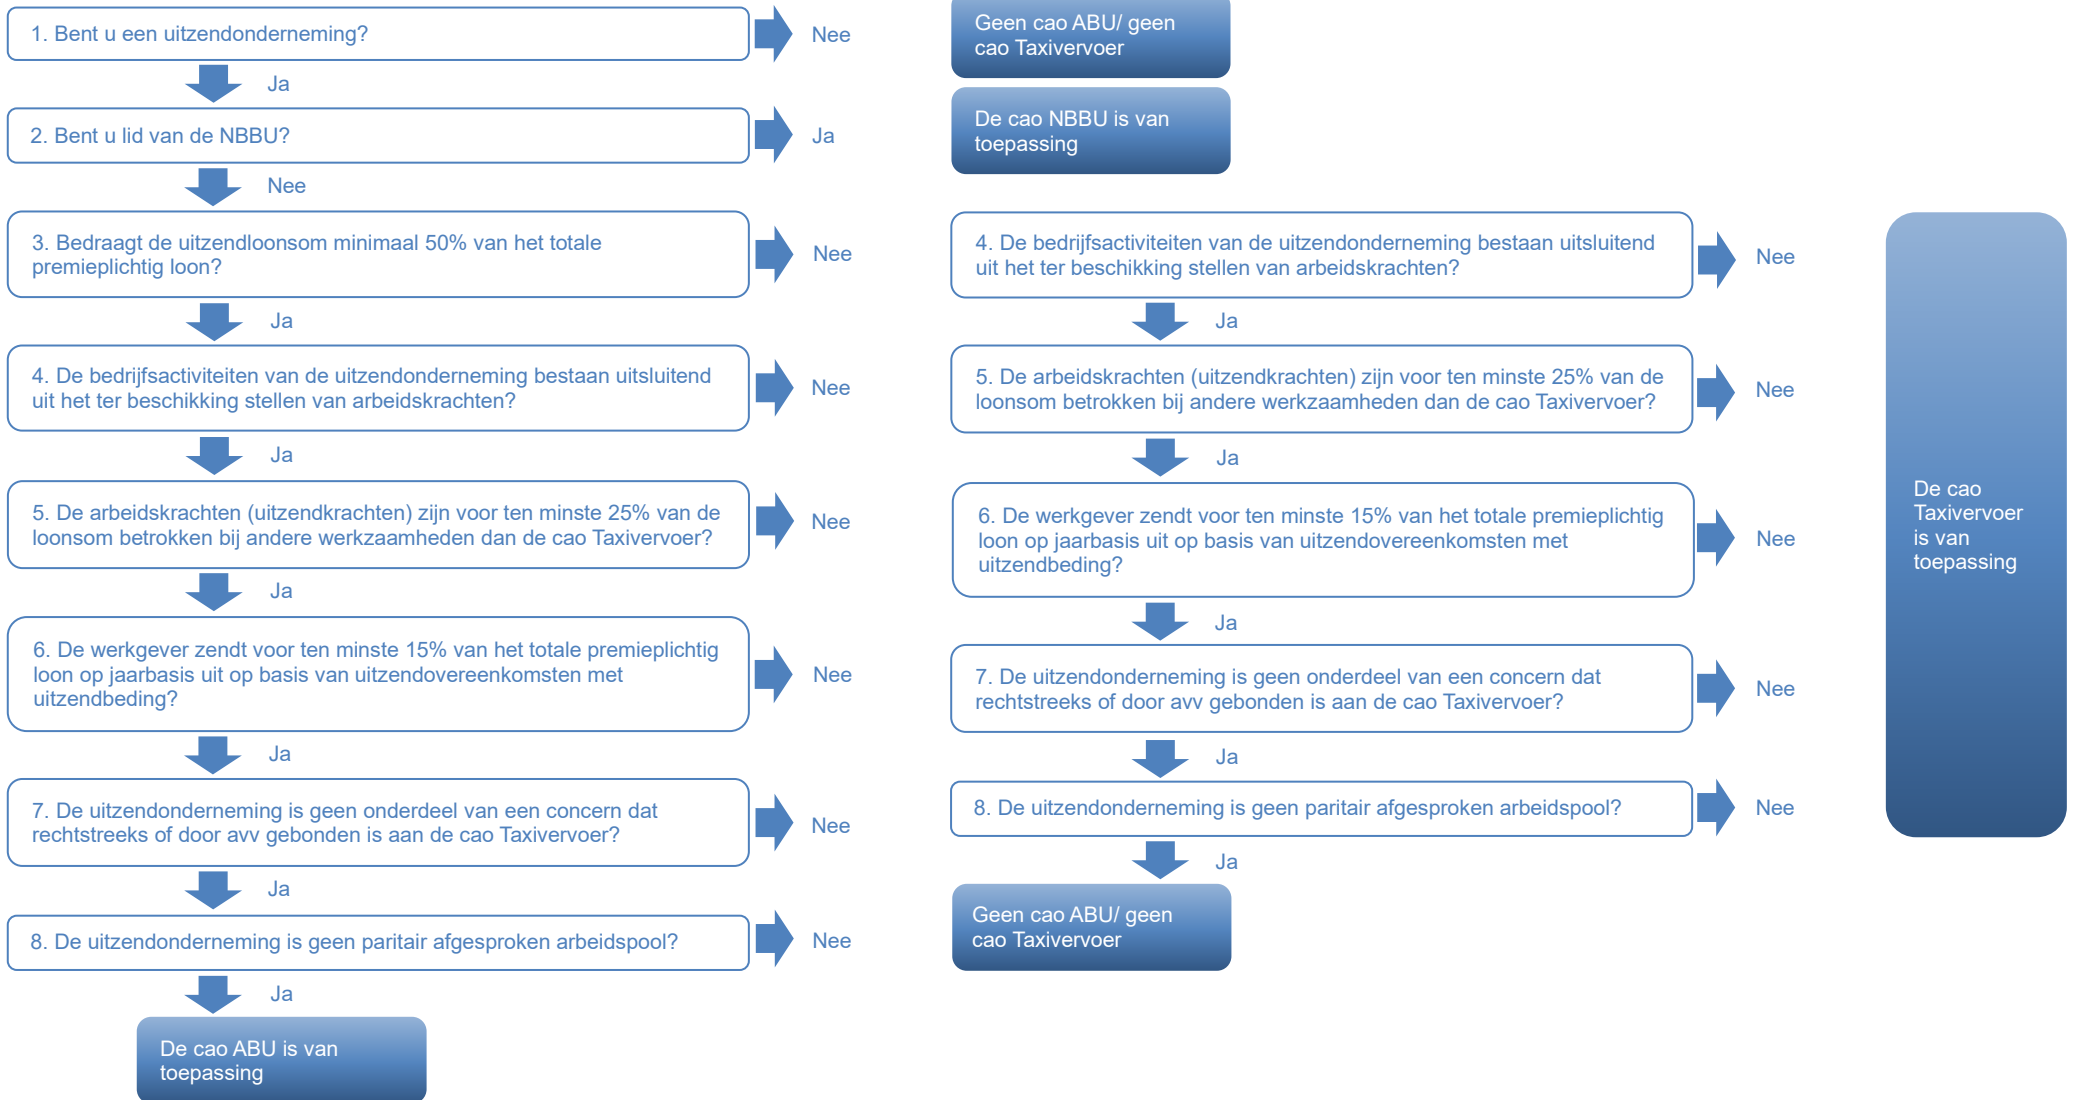 1. Bent u een uitzendonderneming?
Nee
Geen cao ABU/ geen
cao Taxivervoer
Ja
2. Bent u lid van de NBBU?
Ja
De cao NBBU is van
toepassing
Nee
3. Bedraagt de uitzendloonsom minimaal 50% van het totale
premieplichtig loon?
Nee
Ja
4. De bedrijfsactiviteiten van de uitzendonderneming bestaan uitsluitend
uit het ter beschikking stellen van arbeidskrachten?
Nee
Ja
5. De arbeidskrachten (uitzendkrachten) zijn voor ten minste 25% van de
loonsom betrokken bij andere werkzaamheden dan de cao Taxivervoer?
Nee
Ja
6. De werkgever zendt voor ten minste 15% van het totale premieplichtig
loon op jaarbasis uit op basis van uitzendovereenkomsten met
uitzendbeding?
Nee
Ja
7. De uitzendonderneming is geen onderdeel van een concern dat
rechtstreeks of door avv gebonden is aan de cao Taxivervoer?
Nee
Ja
8. De uitzendonderneming is geen paritair afgesproken arbeidspool?
Nee
Ja
De cao ABU is van
toepassing
4. De bedrijfsactiviteiten van de uitzendonderneming bestaan uitsluitend
uit het ter beschikking stellen van arbeidskrachten?
Nee
Ja
5. De arbeidskrachten (uitzendkrachten) zijn voor ten minste 25% van de
loonsom betrokken bij andere werkzaamheden dan de cao Taxivervoer?
Nee
Ja
6. De werkgever zendt voor ten minste 15% van het totale premieplichtig
loon op jaarbasis uit op basis van uitzendovereenkomsten met
uitzendbeding?
Nee
Ja
7. De uitzendonderneming is geen onderdeel van een concern dat
rechtstreeks of door avv gebonden is aan de cao Taxivervoer?
Nee
Ja
8. De uitzendonderneming is geen paritair afgesproken arbeidspool?
Nee
Ja
Geen cao ABU/ geen
cao Taxivervoer
De cao
Taxivervoer
is van
toepassing